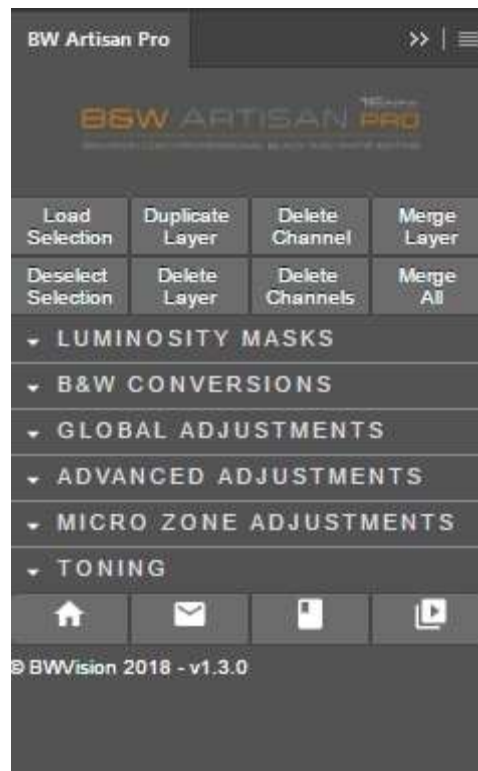 BW Artisan Pro
B&W ARTISAN PRO
Load Selection
Duplicate Layer
Delete Channel
Merge Layer
Deselect Selection
Delete Layer
Delete Channels
Merge All
LUMINOSITY MASKS
B&W CONVERSIONS
GLOBAL ADJUSTMENTS
ADVANCED ADJUSTMENTS
MICRO ZONE ADJUSTMENTS
TONING
© BWVision 2018 - v1.3.0